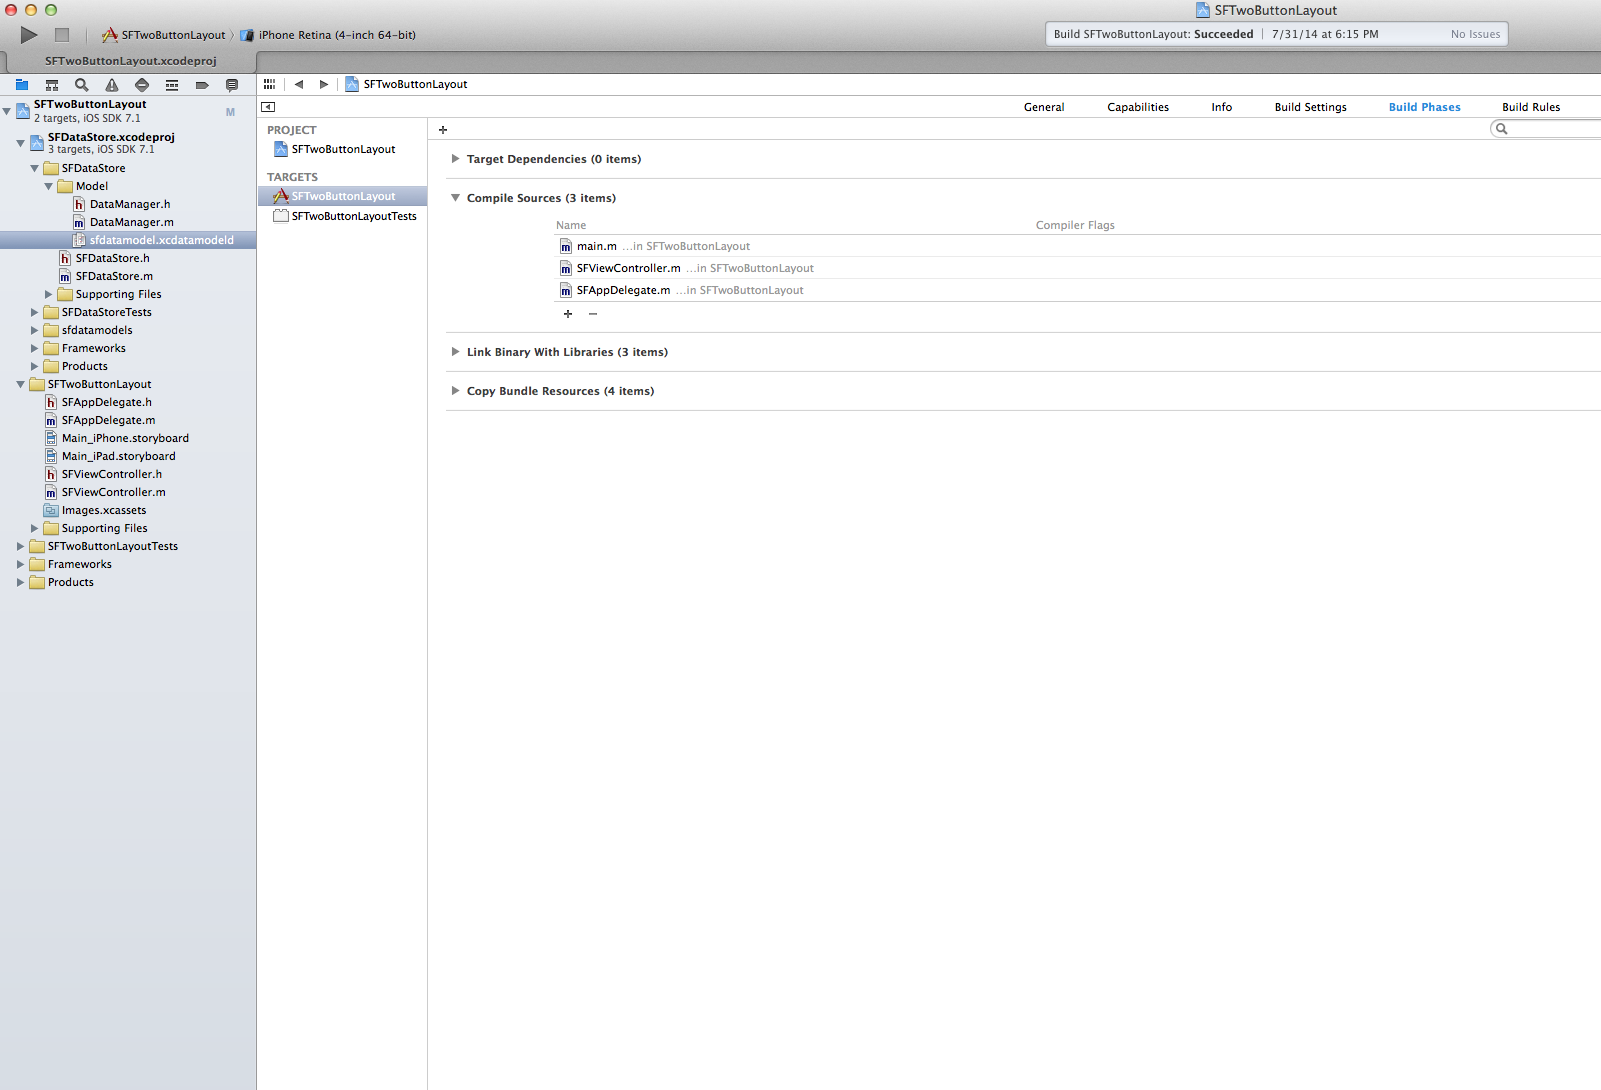 SFTwoButtonLayout
SFTwoButtonLayout iPhone Retina (4-inch 64-bit)
Build SFTwoButtonLayout: Succeeded 7/31/14 at 6:15 PM No Issues
SFTwoButtonLayout.xcodeproj
SFTwoButtonLayout
General Capabilities Info Build Settings Build Phases Build Rules
SFTwoButtonLayout
2 targets, iOS SDK 7.1
M
SFDataStore.xcodeproj
3 targets, iOS SDK 7.1
SFDataStore
Model
DataManager.h
DataManager.m
sfdatamodel.xcdatamodeld
SFDataStore.h
SFDataStore.m
Supporting Files
SFDataStoreTests
sfdatamodels
Frameworks
Products
SFTwoButtonLayout
SFAppDelegate.h
SFAppDelegate.m
Main_iPhone.storyboard
Main_iPad.storyboard
SFViewController.h
SFViewController.m
Images.xcassets
Supporting Files
SFTwoButtonLayoutTests
Frameworks
Products
PROJECT
SFTwoButtonLayout
TARGETS
SFTwoButtonLayout
SFTwoButtonLayoutTests
Target Dependencies (0 items)
Compile Sources (3 items)
Name Compiler Flags
main.m ...in SFTwoButtonLayout
SFViewController.m ...in SFTwoButtonLayout
SFAppDelegate.m ...in SFTwoButtonLayout
Link Binary With Libraries (3 items)
Copy Bundle Resources (4 items)